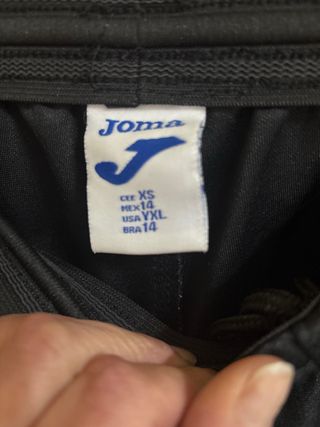 Joma
CEE XS
MEX 14
USA YXL
BRA 14